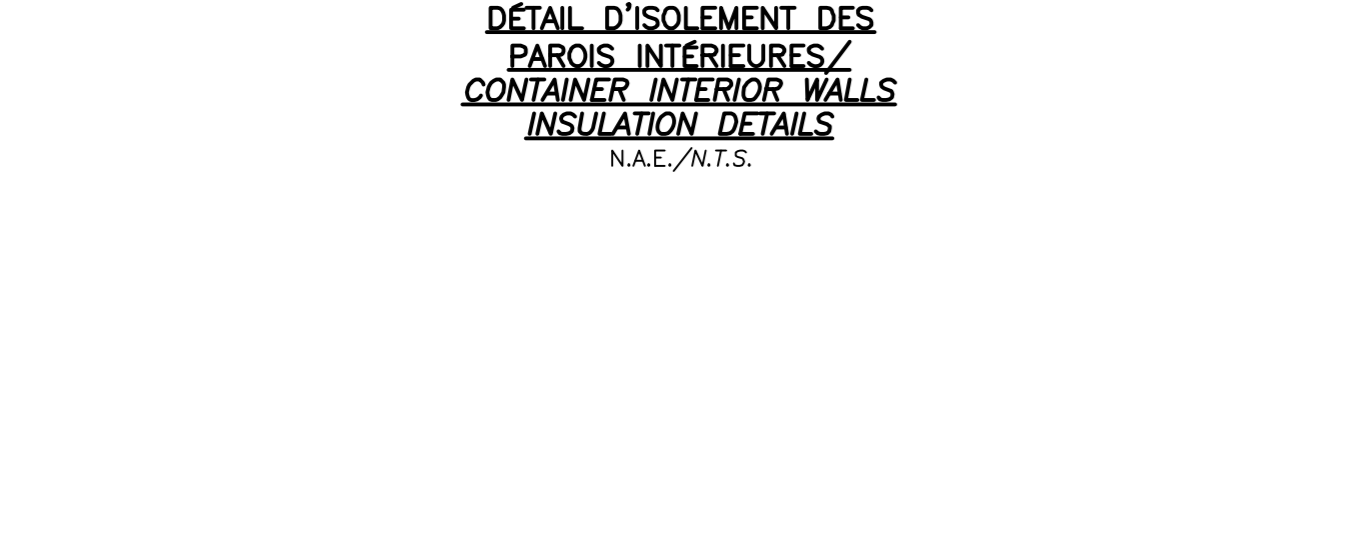 DÉTAIL D'ISOLEMENT DES
PAROIS INTÉRIEURES/
CONTAINER INTERIOR WALLS
INSULATION DETAILS
N.A.E./N.T.S.